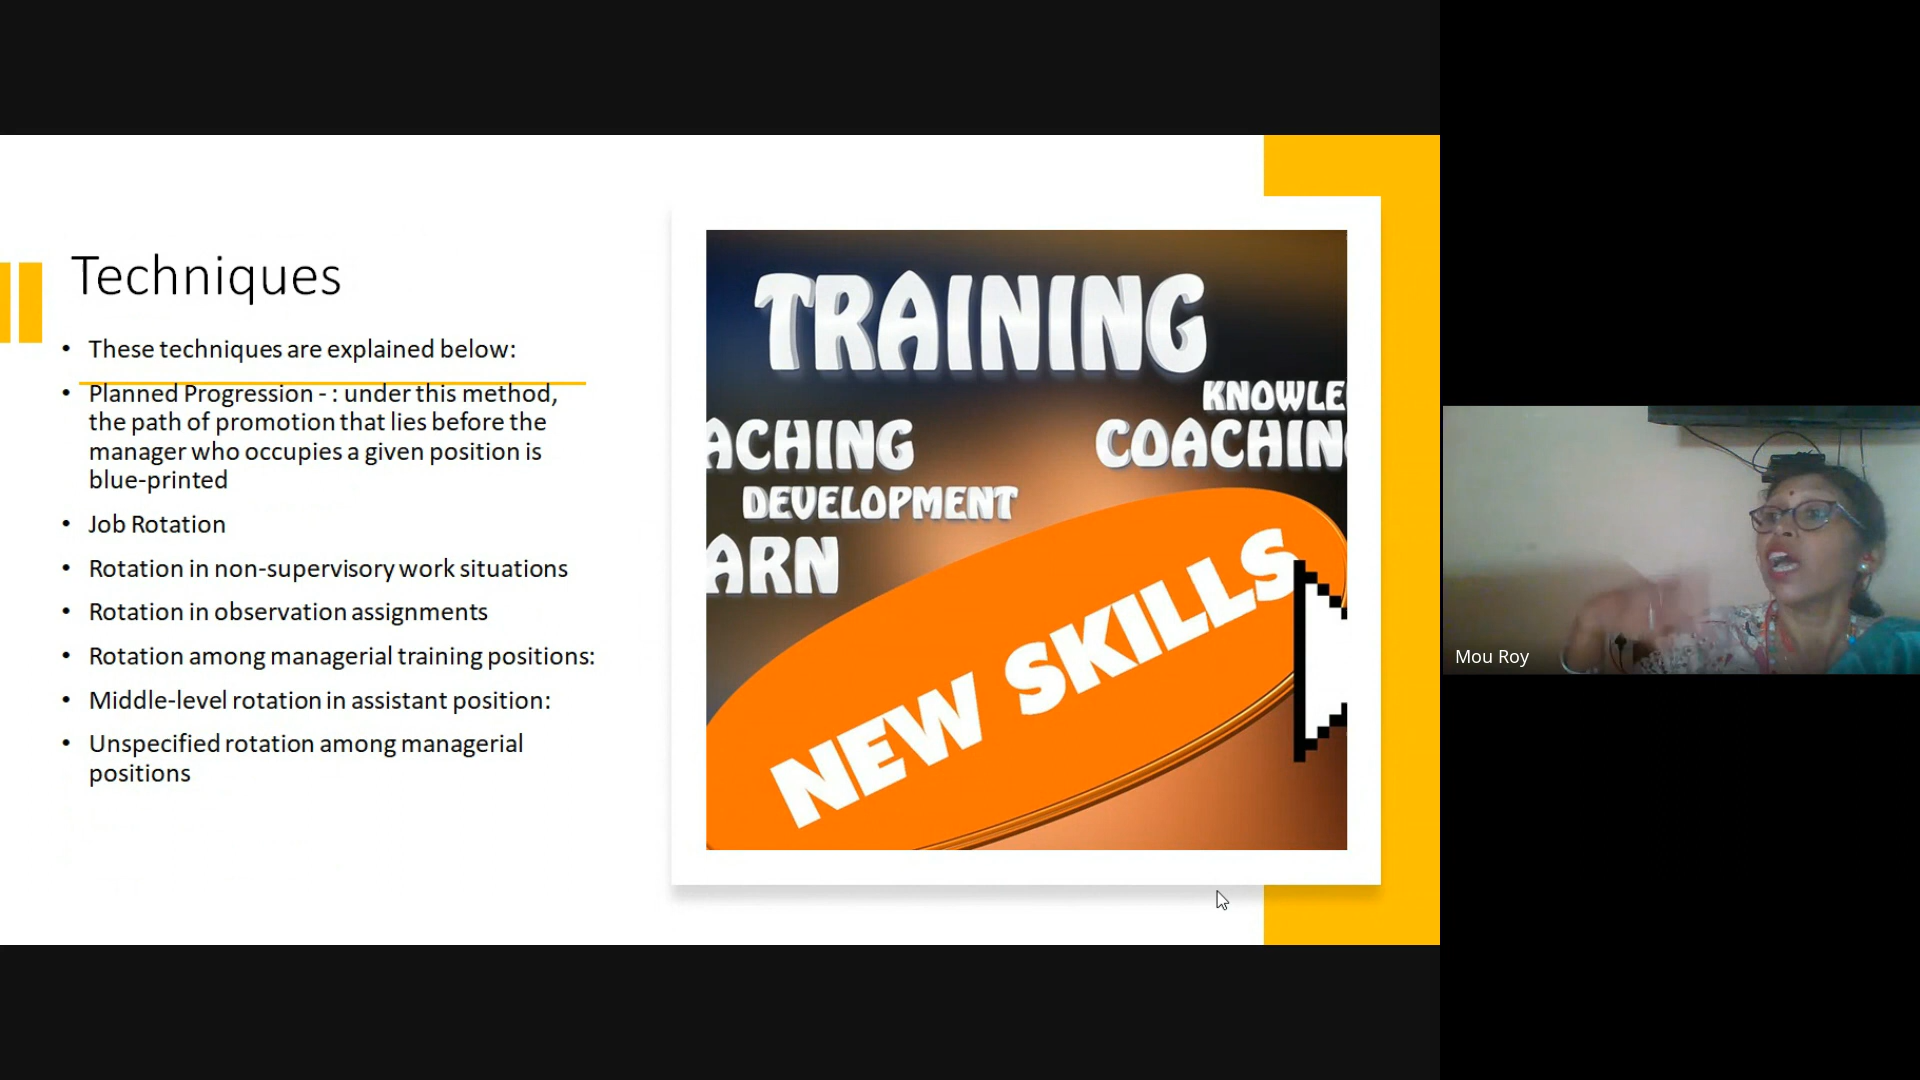 Techniques
• These techniques are explained below:
• Planned Progression - : under this method,
the path of promotion that lies before the
manager who occupies a given position is
blue-printed
• Job Rotation
• Rotation in non-supervisory work situations
• Rotation in observation assignments
• Rotation among managerial training positions:
• Middle-level rotation in assistant position:
• Unspecified rotation among managerial
positions
TRAINING
KNOWLE
ACHING
COACHING
DEVELOPMENT
ARN
NEW SKILLS
Mou Roy